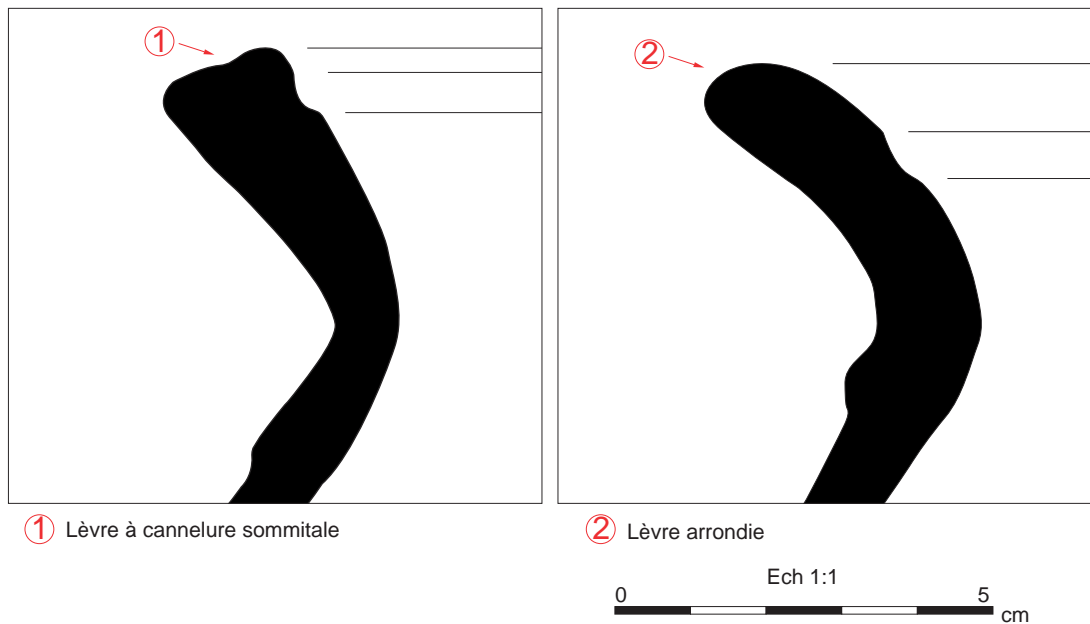 ① ②
① Lèvre à cannelure sommitale
② Lèvre arrondie
Ech 1:1
0 5
cm